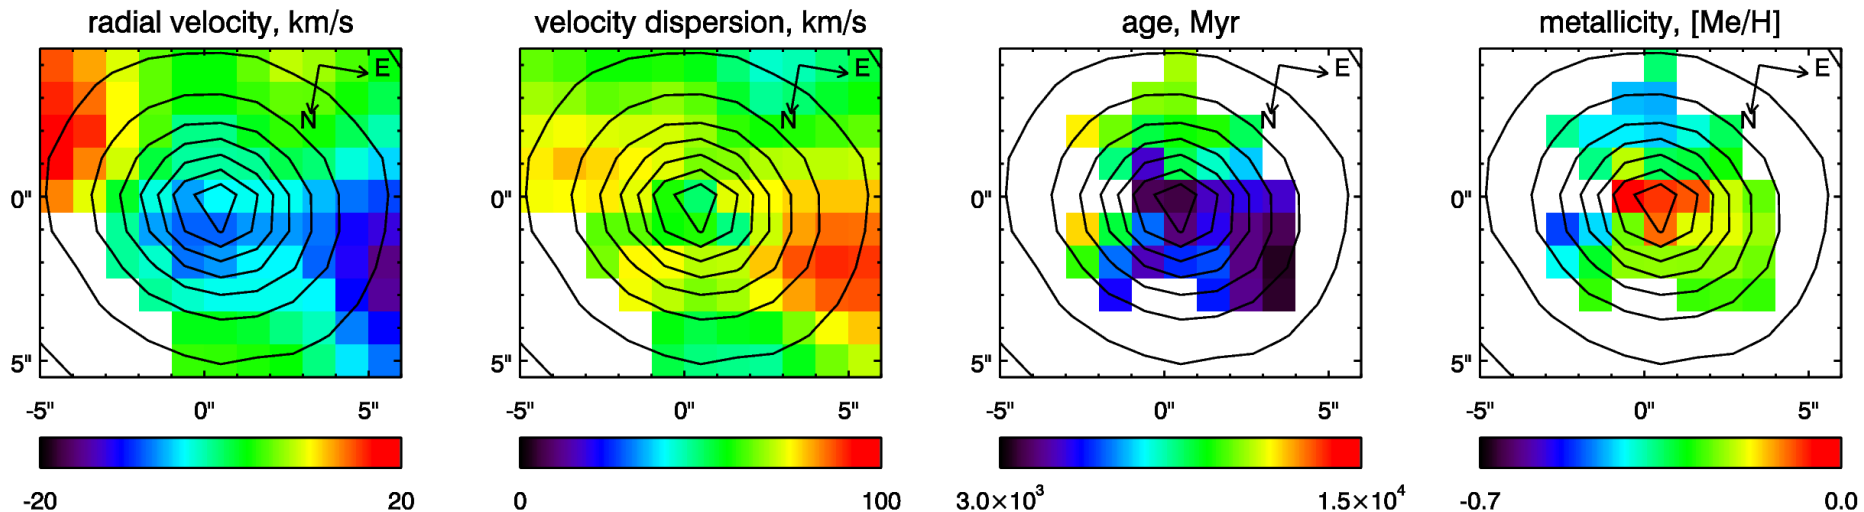 radial velocity, km/s
velocity dispersion, km/s
age, Myr
metallicity, [Me/H]
E
E
E
E
N
N
N
N
0"
0"
0"
0"
5"
5"
5"
5"
-5" 0" 5"
-5" 0" 5"
-5" 0" 5"
-5" 0" 5"
-20 20
0 100
3.0×10³ 1.5×10⁴
-0.7 0.0